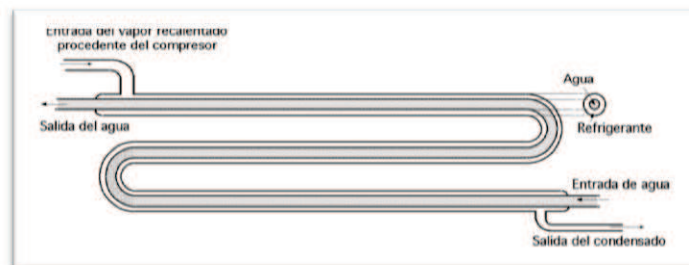 Entrada del vapor recalentado
procedente del compresor
Agua
Salida del agua
Refrigerante
Entrada de agua
Salida del condensado